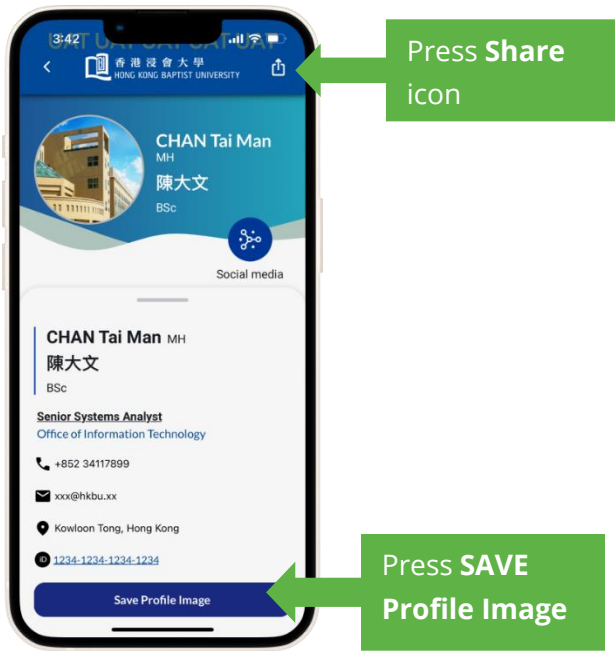 3:42
UAT UAT UAT UAT UAT
香港浸會大學
HONG KONG BAPTIST UNIVERSITY
Press Share
icon
CHAN Tai Man
MH
陳大文
BSc
Social media
CHAN Tai Man MH
陳大文
BSc
Senior Systems Analyst
Office of Information Technology
+852 34117899
xxx@hkbu.xx
Kowloon Tong, Hong Kong
iD 1234-1234-1234-1234
Save Profile Image
Press SAVE
Profile Image